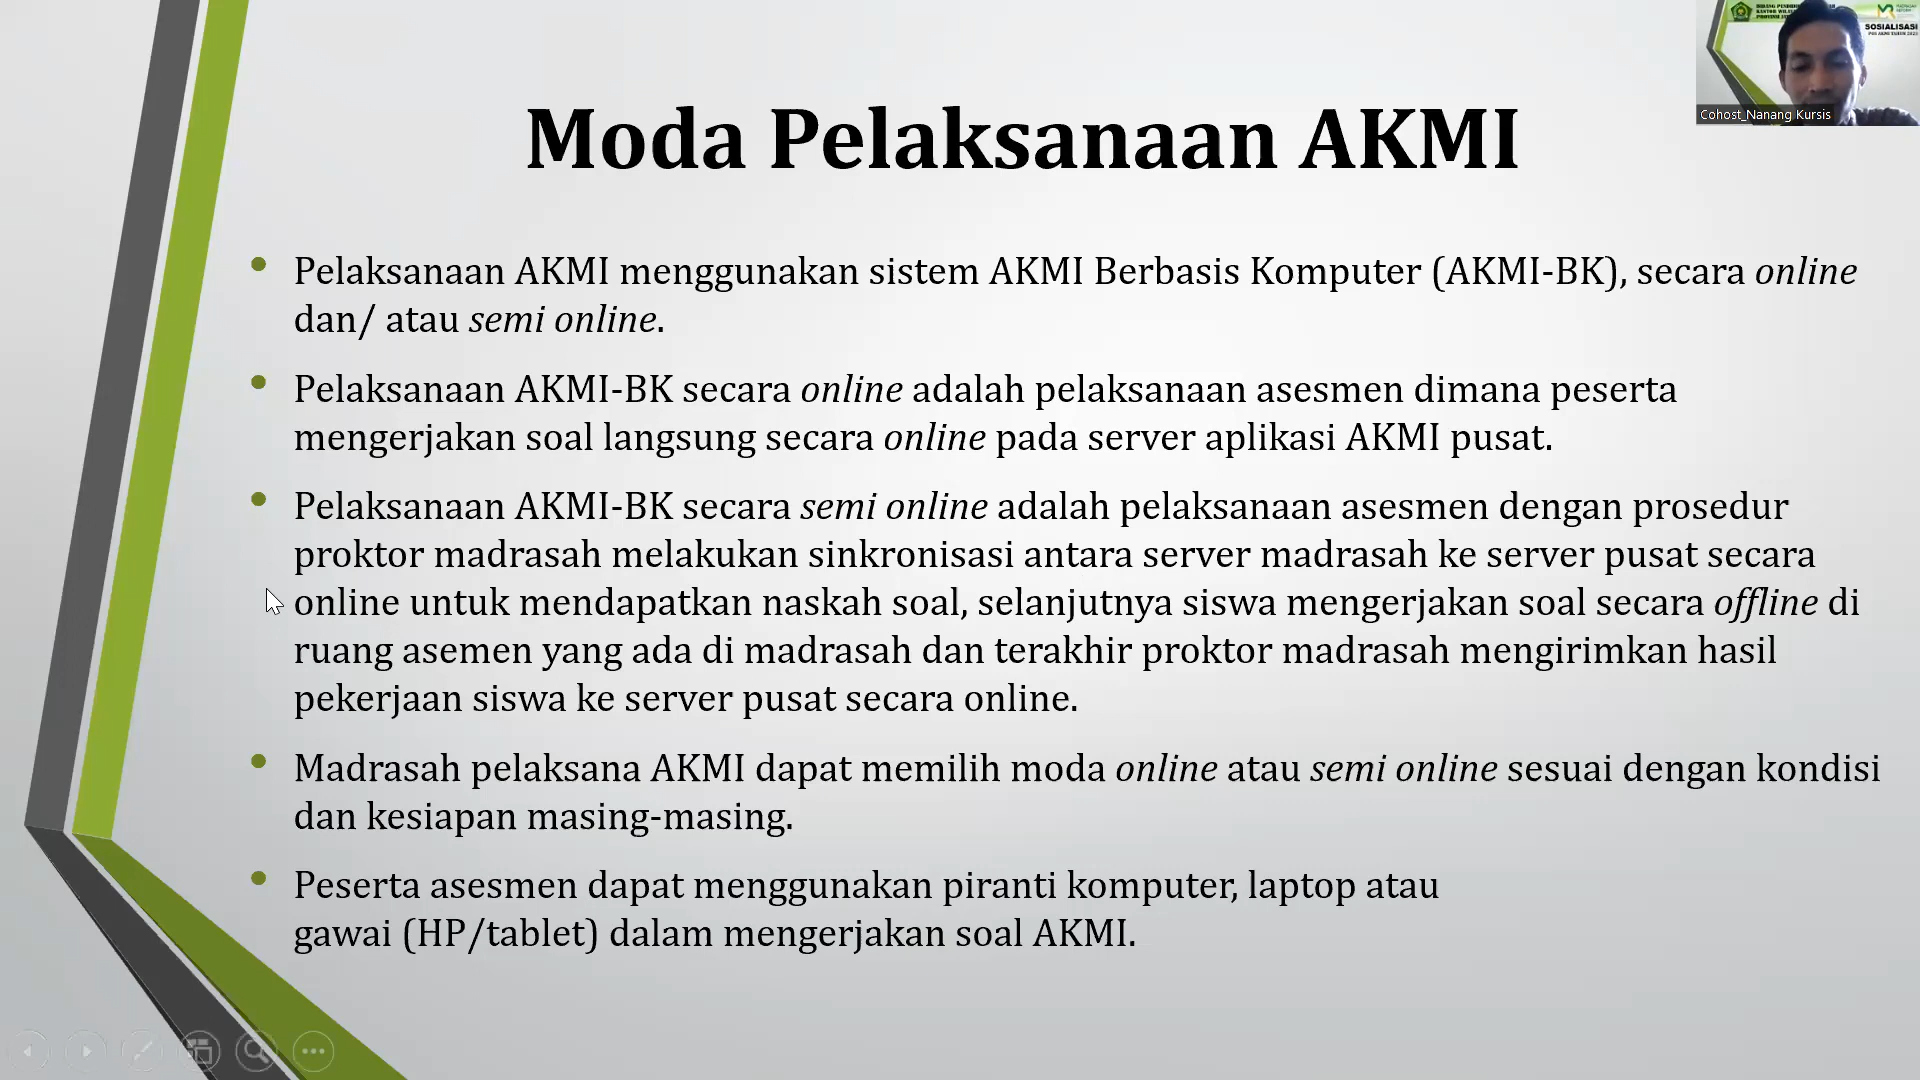 Moda Pelaksanaan AKMI
SOSIALISASI
Cohost_Nanang Kursis
• Pelaksanaan AKMI menggunakan sistem AKMI Berbasis Komputer (AKMI-BK), secara online
dan/ atau semi online.
• Pelaksanaan AKMI-BK secara online adalah pelaksanaan asesmen dimana peserta
mengerjakan soal langsung secara online pada server aplikasi AKMI pusat.
• Pelaksanaan AKMI-BK secara semi online adalah pelaksanaan asesmen dengan prosedur
proktor madrasah melakukan sinkronisasi antara server madrasah ke server pusat secara
online untuk mendapatkan naskah soal, selanjutnya siswa mengerjakan soal secara offline di
ruang asemen yang ada di madrasah dan terakhir proktor madrasah mengirimkan hasil
pekerjaan siswa ke server pusat secara online.
• Madrasah pelaksana AKMI dapat memilih moda online atau semi online sesuai dengan kondisi
dan kesiapan masing-masing.
• Peserta asesmen dapat menggunakan piranti komputer, laptop atau
gawai (HP/tablet) dalam mengerjakan soal AKMI.